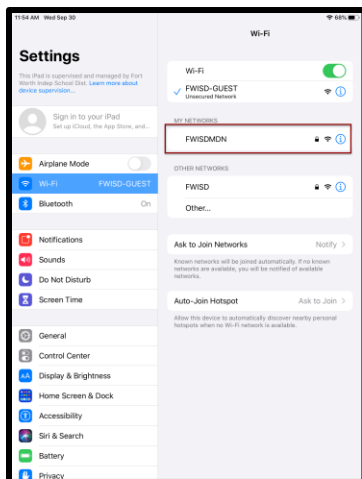 11:54 AM Wed Sep 30
68%
Settings
This iPad is supervised and managed by Fort
Worth Indep School Dist. Learn more about
device supervision...
Sign in to your iPad
Set up iCloud, the App Store, and...
Airplane Mode
Wi-Fi FWISD-GUEST
Bluetooth On
Notifications
Sounds
Do Not Disturb
Screen Time
General
Control Center
AA Display & Brightness
Home Screen & Dock
Accessibility
Siri & Search
Battery
Privacy
Wi-Fi
Wi-Fi
FWISD-GUEST
Unsecured Network
MY NETWORKS
FWISDMDN
OTHER NETWORKS
FWISD
Other...
Ask to Join Networks Notify
Known networks will be joined automatically. If no known
networks are available, you will be notified of available
networks.
Auto-Join Hotspot Ask to Join
Allow this device to automatically discover nearby personal
hotspots when no Wi-Fi network is available.